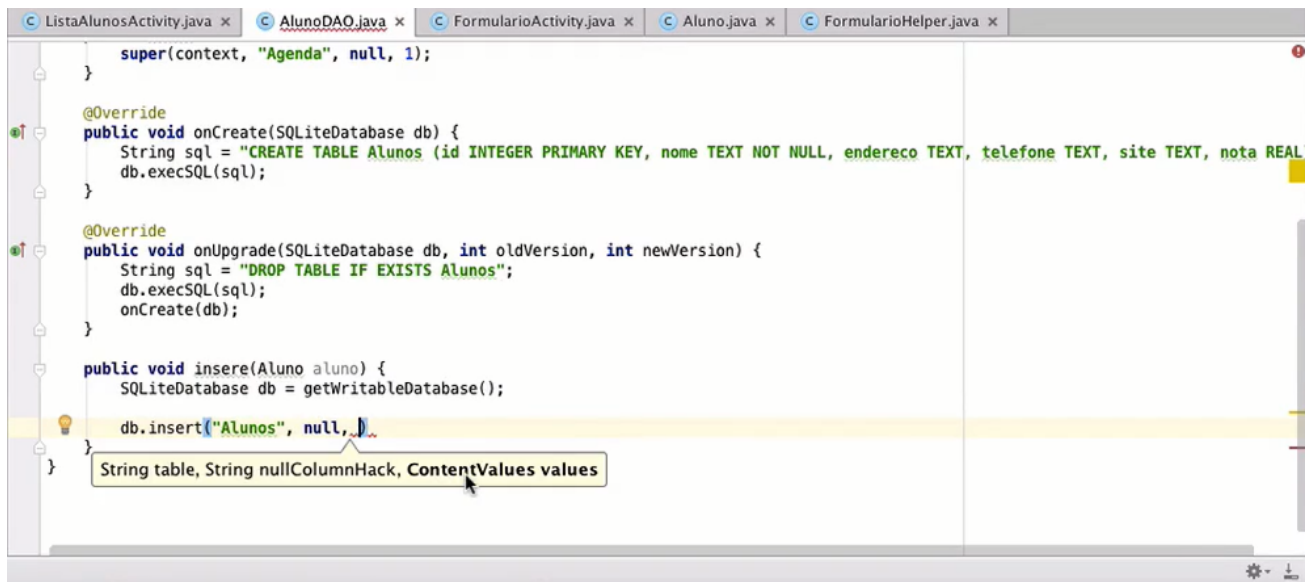 ListaAlunosActivity.java × AlunoDAO.java × FormularioActivity.java × Aluno.java × FormularioHelper.java ×
super(context, "Agenda", null, 1);
}
@Override
public void onCreate(SQLiteDatabase db) {
String sql = "CREATE TABLE Alunos (id INTEGER PRIMARY KEY, nome TEXT NOT NULL, endereco TEXT, telefone TEXT, site TEXT, nota REAL
db.execSQL(sql);
}
@Override
public void onUpgrade(SQLiteDatabase db, int oldVersion, int newVersion) {
String sql = "DROP TABLE IF EXISTS Alunos";
db.execSQL(sql);
onCreate(db);
}
public void insere(Aluno aluno) {
SQLiteDatabase db = getWritableDatabase();
db.insert("Alunos", null, )
}
}
String table, String nullColumnHack, ContentValues values